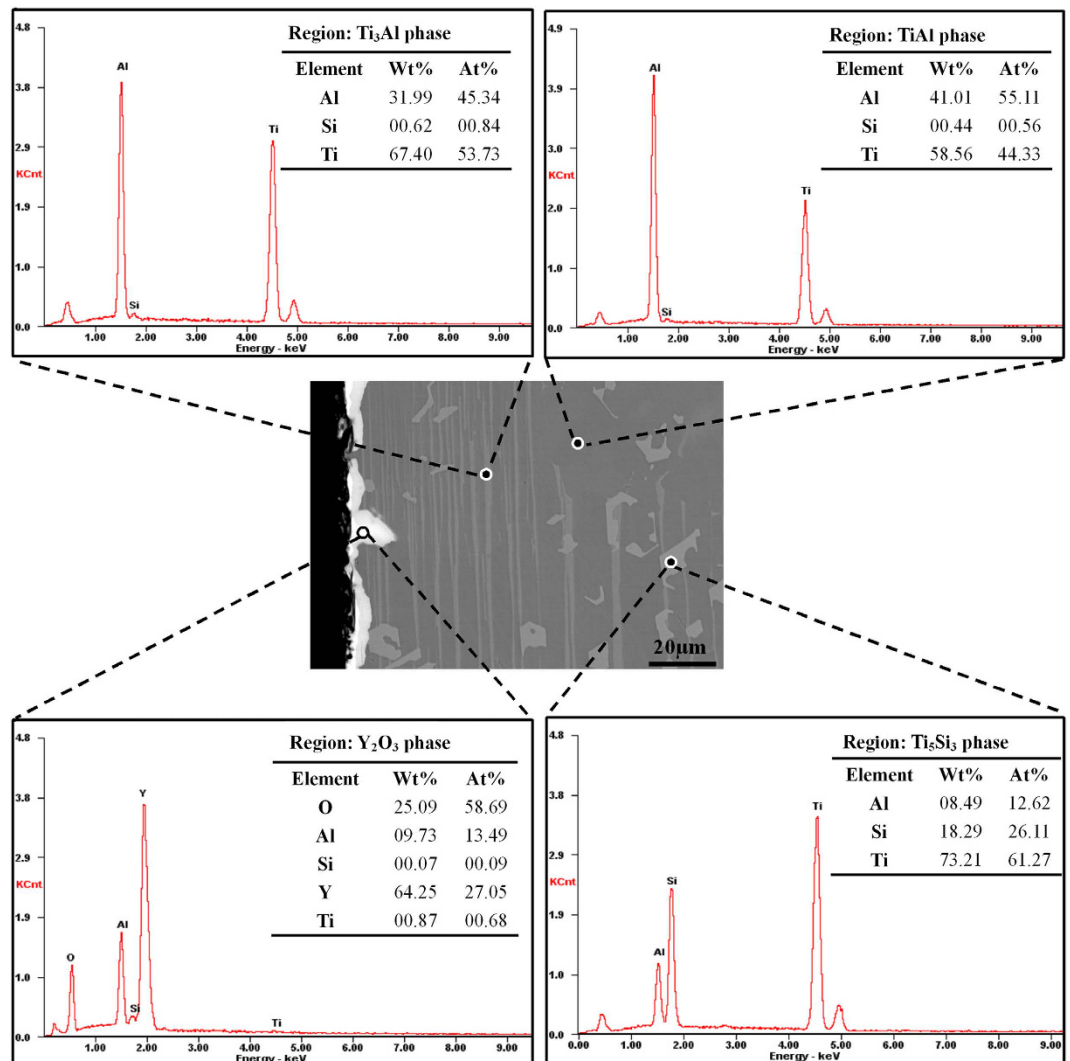 4.8
3.8
2.9
KCnt
1.9
1.0
0.0
Al
Si
Ti
1.00 2.00 3.00 4.00 5.00 6.00 7.00 8.00 9.00
Energy - keV
Region: Ti₃Al phase
Element Wt% At%
Al 31.99 45.34
Si 00.62 00.84
Ti 67.40 53.73
4.9
3.9
3.0
KCnt
2.0
1.0
0.0
Al
Si
Ti
1.00 2.00 3.00 4.00 5.00 6.00 7.00 8.00 9.00
Energy - keV
Region: TiAl phase
Element Wt% At%
Al 41.01 55.11
Si 00.44 00.56
Ti 58.56 44.33
20μm
4.8
3.8
2.9
KCnt
1.9
1.0
0.0
O
Al
Si
Y
Ti
1.00 2.00 3.00 4.00 5.00 6.00 7.00 8.00 9.00
Energy - keV
Region: Y₂O₃ phase
Element Wt% At%
O 25.09 58.69
Al 09.73 13.49
Si 00.07 00.09
Y 64.25 27.05
Ti 00.87 00.68
4.8
3.8
2.9
KCnt
1.9
1.0
0.0
Al
Si
Ti
0.00 1.00 2.00 3.00 4.00 5.00 6.00 7.00 8.00 9.00
Energy - keV
Region: Ti₅Si₃ phase
Element Wt% At%
Al 08.49 12.62
Si 18.29 26.11
Ti 73.21 61.27